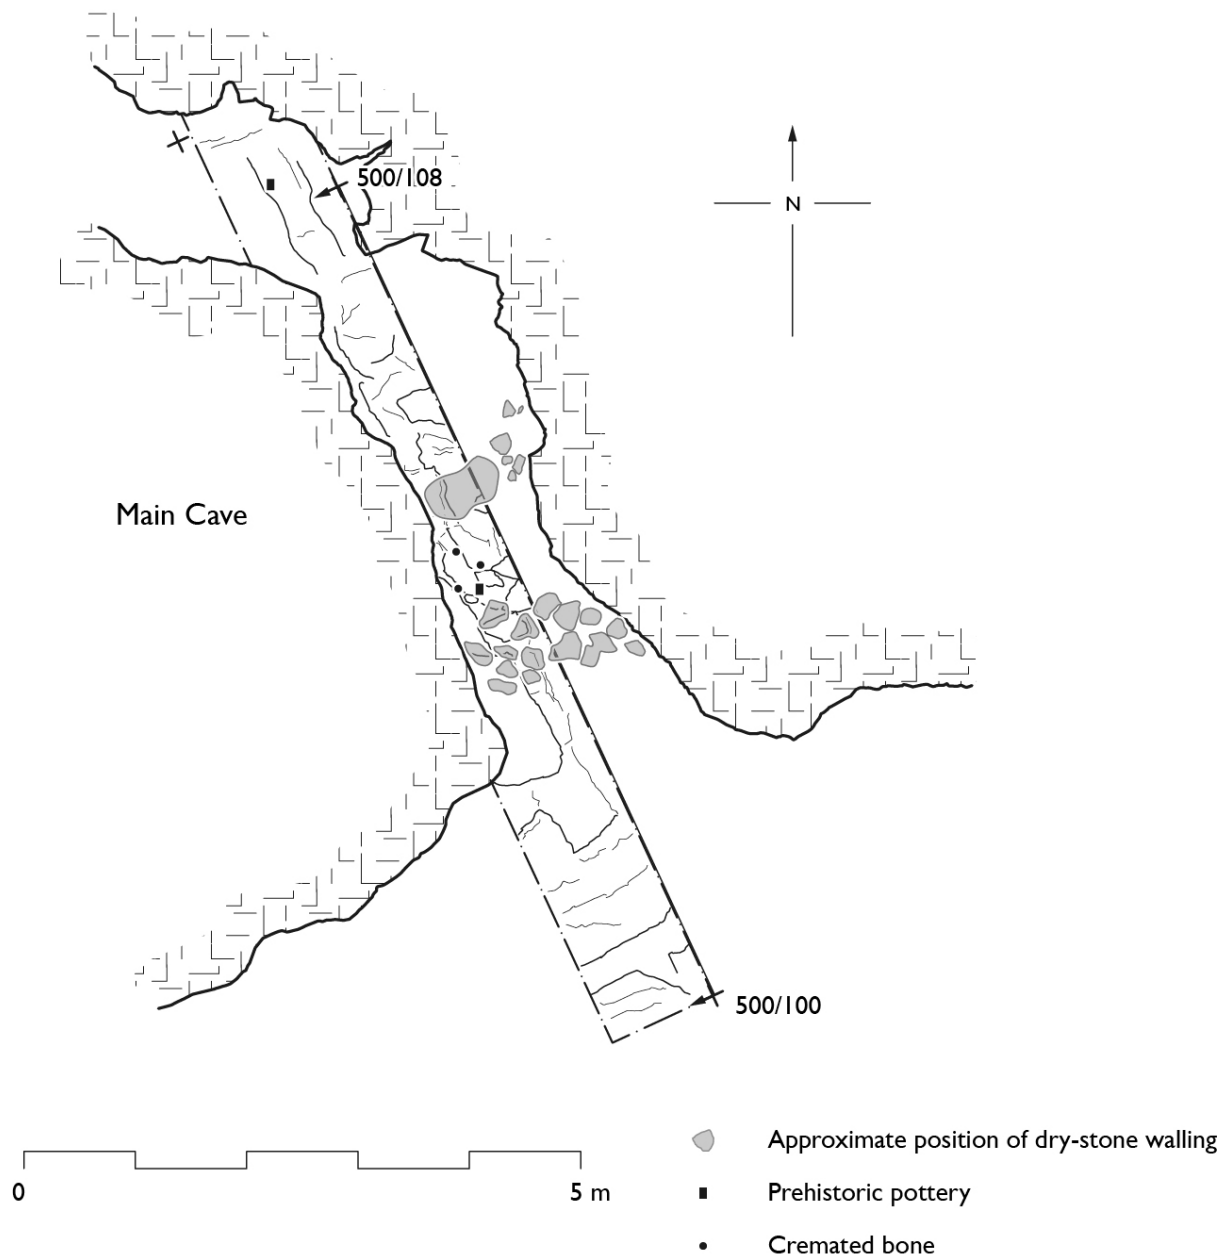 500/108
N
Main Cave
500/100
0
5 m
Approximate position of dry-stone walling
Prehistoric pottery
Cremated bone